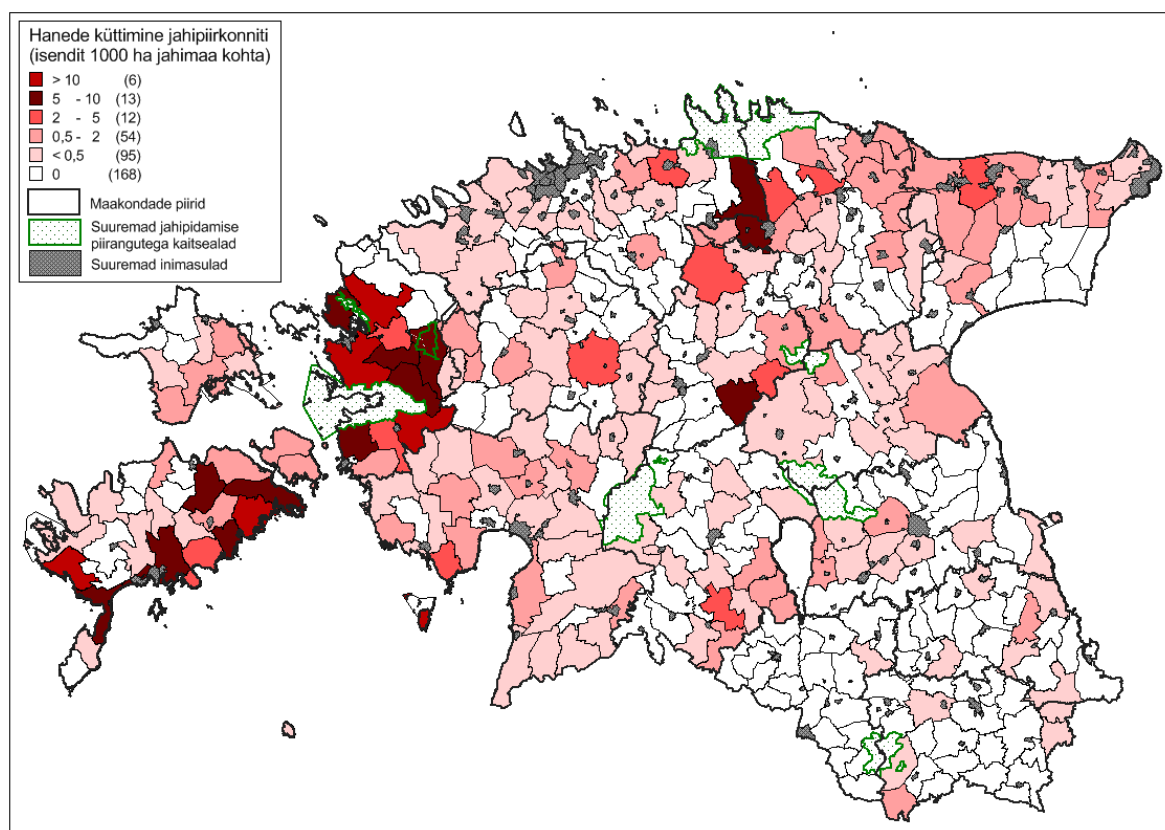 Hanede küttimine jahipiirkonniti
(isendit 1000 ha jahimaa kohta)
> 10 (6)
5 - 10 (13)
2 - 5 (12)
0,5 - 2 (54)
< 0,5 (95)
0 (168)
Maakondade piirid
Suuremad jahipidamise
piirangutega kaitsealad
Suuremad inimasulad